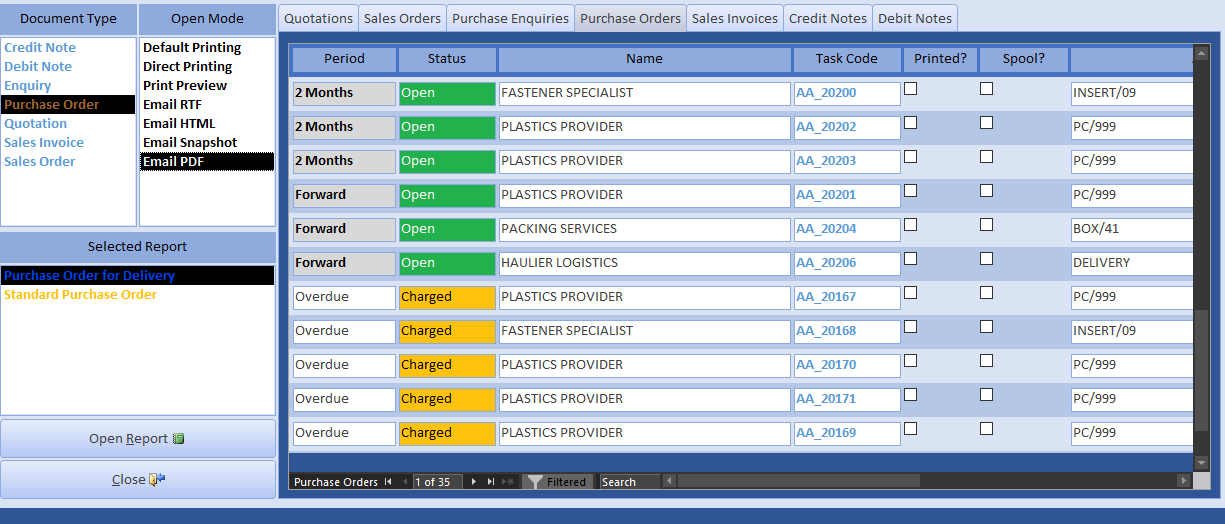 Document Type
Open Mode
Credit Note
Debit Note
Enquiry
Purchase Order
Quotation
Sales Invoice
Sales Order
Default Printing
Direct Printing
Print Preview
Email RTF
Email HTML
Email Snapshot
Email PDF
Selected Report
Purchase Order for Delivery
Standard Purchase Order
Open Report
Close
Quotations Sales Orders Purchase Enquiries Purchase Orders Sales Invoices Credit Notes Debit Notes
Period Status Name Task Code Printed? Spool?
2 Months Open FASTENER SPECIALIST AA_20200 INSERT/09
2 Months Open PLASTICS PROVIDER AA_20202 PC/999
2 Months Open PLASTICS PROVIDER AA_20203 PC/999
Forward Open PLASTICS PROVIDER AA_20201 PC/999
Forward Open PACKING SERVICES AA_20204 BOX/41
Forward Open HAULIER LOGISTICS AA_20206 DELIVERY
Overdue Charged PLASTICS PROVIDER AA_20167 PC/999
Overdue Charged FASTENER SPECIALIST AA_20168 INSERT/09
Overdue Charged PLASTICS PROVIDER AA_20170 PC/999
Overdue Charged PLASTICS PROVIDER AA_20171 PC/999
Overdue Charged PLASTICS PROVIDER AA_20169 PC/999
Purchase Orders 1 of 35 Filtered Search